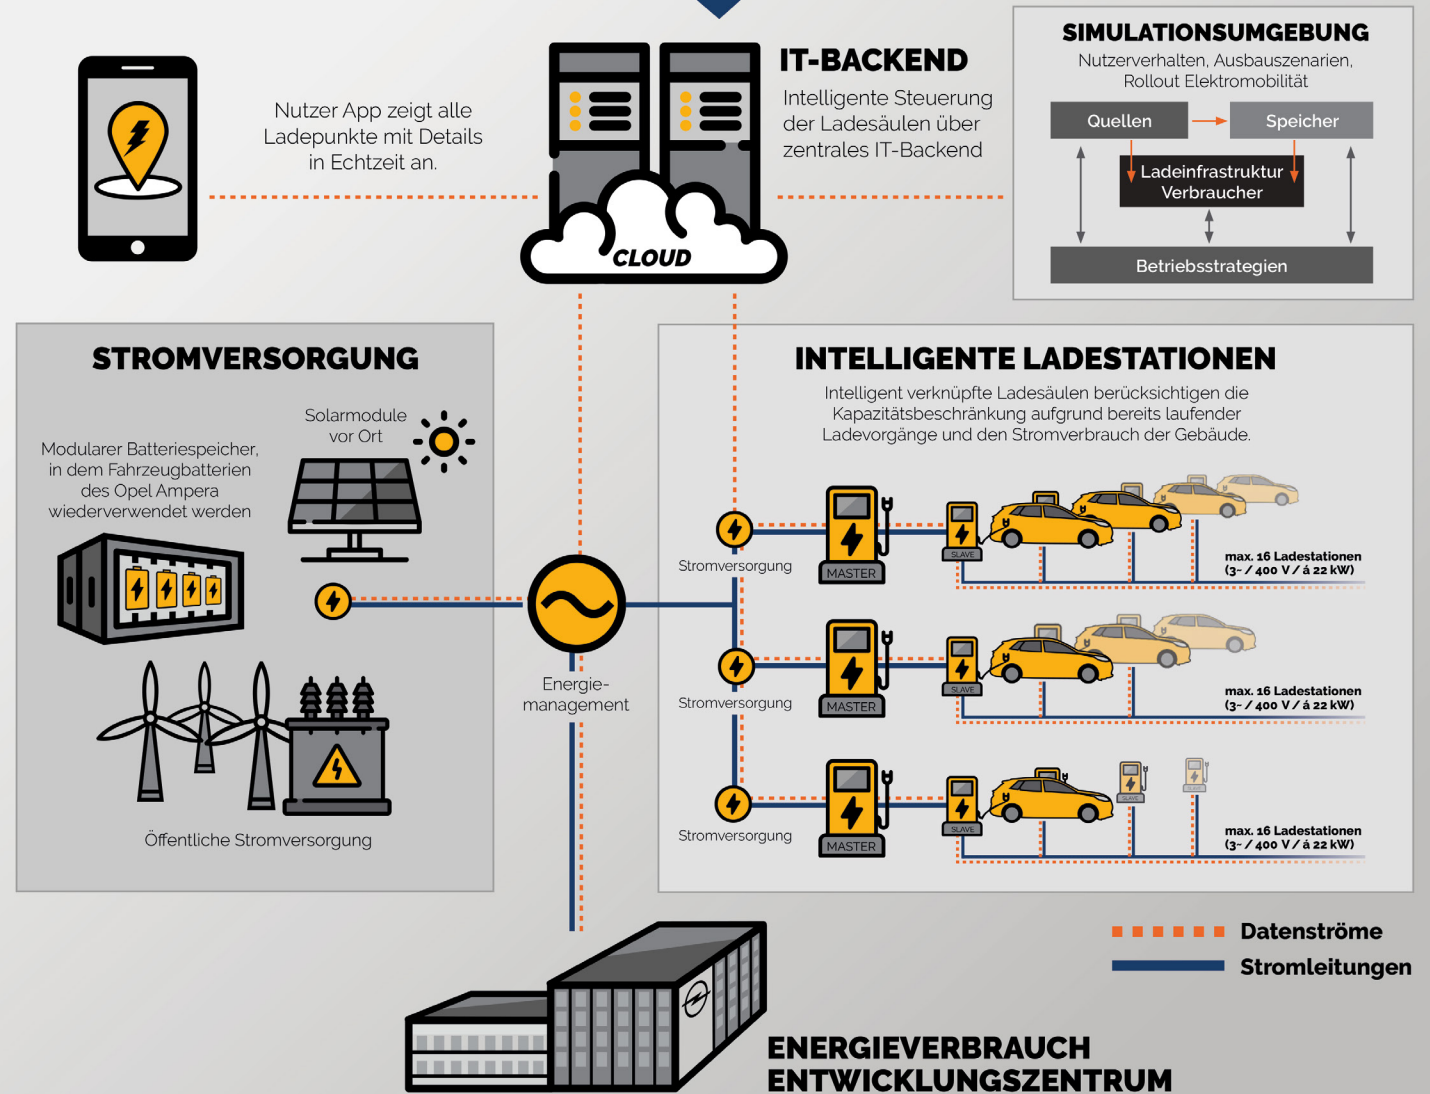 Nutzer App zeigt alle
Ladepunkte mit Details
in Echtzeit an.
IT-BACKEND
Intelligente Steuerung
der Ladesäulen über
zentrales IT-Backend
CLOUD
SIMULATIONSUMGEBUNG
Nutzerverhalten, Ausbauszenarien,
Rollout Elektromobilität
Quellen
Speicher
Ladeinfrastruktur
Verbraucher
Betriebsstrategien
STROMVERSORGUNG
Solarmodule
vor Ort
Modularer Batteriespeicher,
in dem Fahrzeugbatterien
des Opel Ampera
wiederverwendet werden
Öffentliche Stromversorgung
Energie-
management
INTELLIGENTE LADESTATIONEN
Intelligent verknüpfte Ladesäulen berücksichtigen die
Kapazitätsbeschränkung aufgrund bereits laufender
Ladevorgänge und den Stromverbrauch der Gebäude.
Stromversorgung
MASTER
SLAVE
max. 16 Ladestationen
(3~ / 400 V / á 22 kW)
Stromversorgung
MASTER
SLAVE
max. 16 Ladestationen
(3~ / 400 V / á 22 kW)
Stromversorgung
MASTER
SLAVE
SLAVE
SLAVE
max. 16 Ladestationen
(3~ / 400 V / á 22 kW)
Datenströme
Stromleitungen
ENERGIEVERBRAUCH
ENTWICKLUNGSZENTRUM